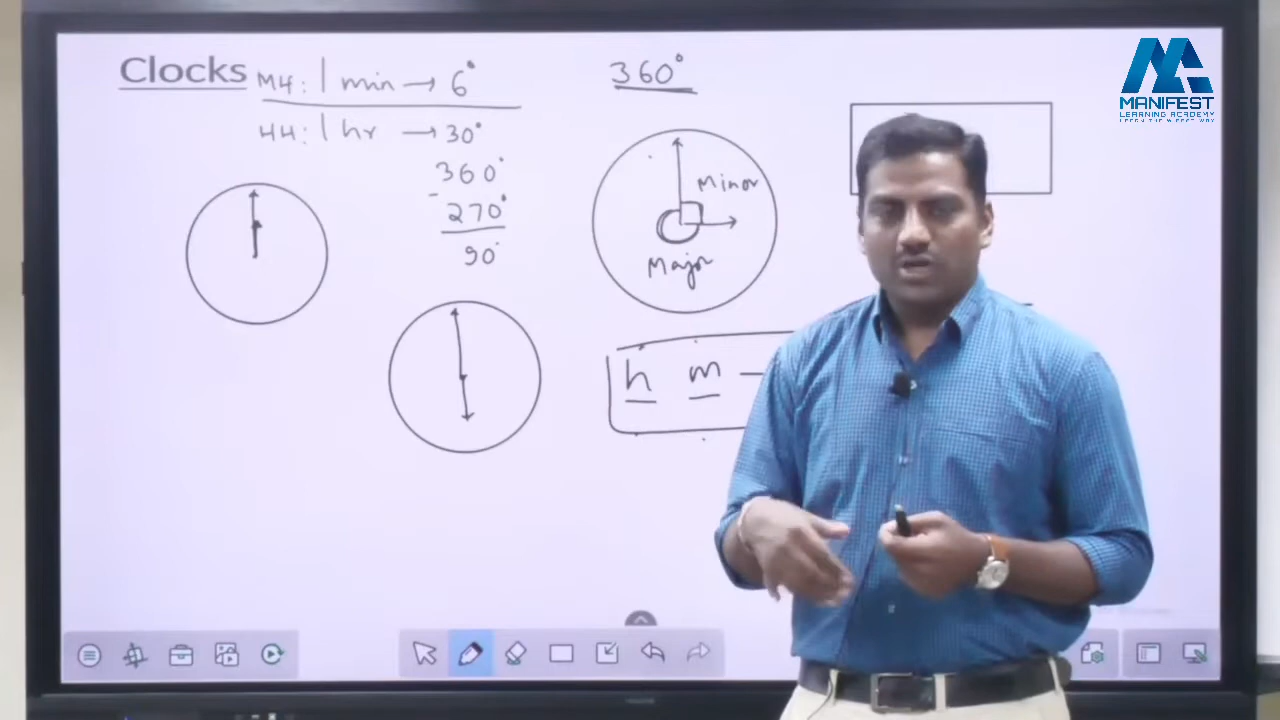 Clocks
MH: 1 min → 6°
HH: 1 hr → 30°
360°
- 270°
90°
360°
Minor
Major
h m —
MANIFEST
LEARNING ACADEMY